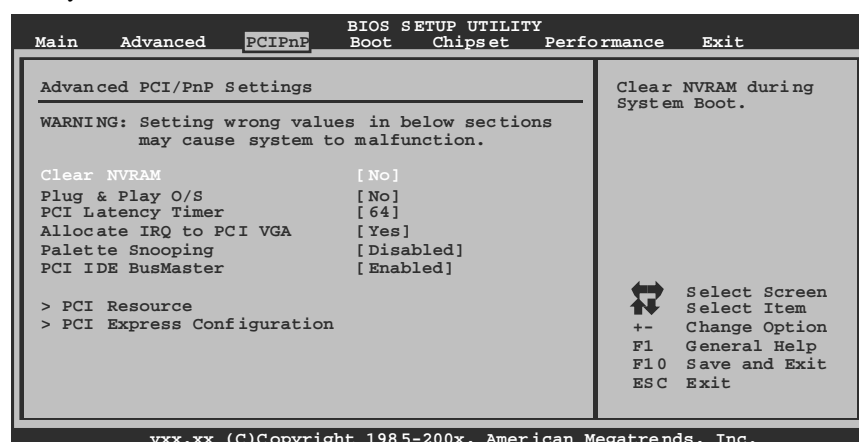 BIOS SETUP UTILITY
Main Advanced PCIPnP Boot Chipset Performance Exit
Advanced PCI/PnP Settings
WARNING: Setting wrong values in below sections
may cause system to malfunction.
Clear NVRAM [No]
Plug & Play O/S [No]
PCI Latency Timer [64]
Allocate IRQ to PCI VGA [Yes]
Palette Snooping [Disabled]
PCI IDE BusMaster [Enabled]
> PCI Resource
> PCI Express Configuration
Clear NVRAM during
System Boot.
Select Screen
Select Item
+- Change Option
F1 General Help
F10 Save and Exit
ESC Exit
vxx.xx (C)Copyright 1985-200x, American Megatrends, Inc.